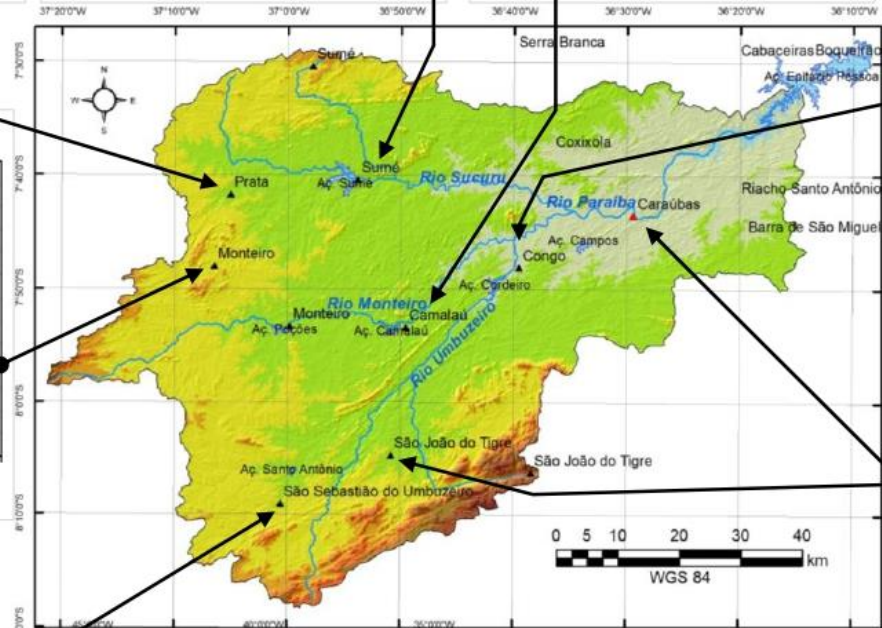 37°20'0"W 37°10'0"W 37°0'0"W 36°50'0"W 36°40'0"W 36°30'0"W 36°20'0"W 36°10'0"W
Serra Branca
Cabaceiras Boqueirão
7°30'0"S
Sumé
Aç. Epitácio Pessoa
N
W E
S
Coxixola
7°40'0"S
Sumé
Prata
Aç. Sumé
Rio Sucuru
Riacho Santo Antônio
Rio Paraíba
Caraúbas
Barra de São Miguel
Monteiro
Aç. Campos
Congo
7°50'0"S
Aç. Cordeiro
Rio Monteiro
Monteiro
Camalaú
Aç. Poções
Aç. Camalaú
Rio Umbuzeiro
8°0'0"S
São João do Tigre
São João do Tigre
Aç. Santo Antônio
São Sebastião do Umbuzeiro
8°10'0"S
0 5 10 20 30 40
km
WGS 84